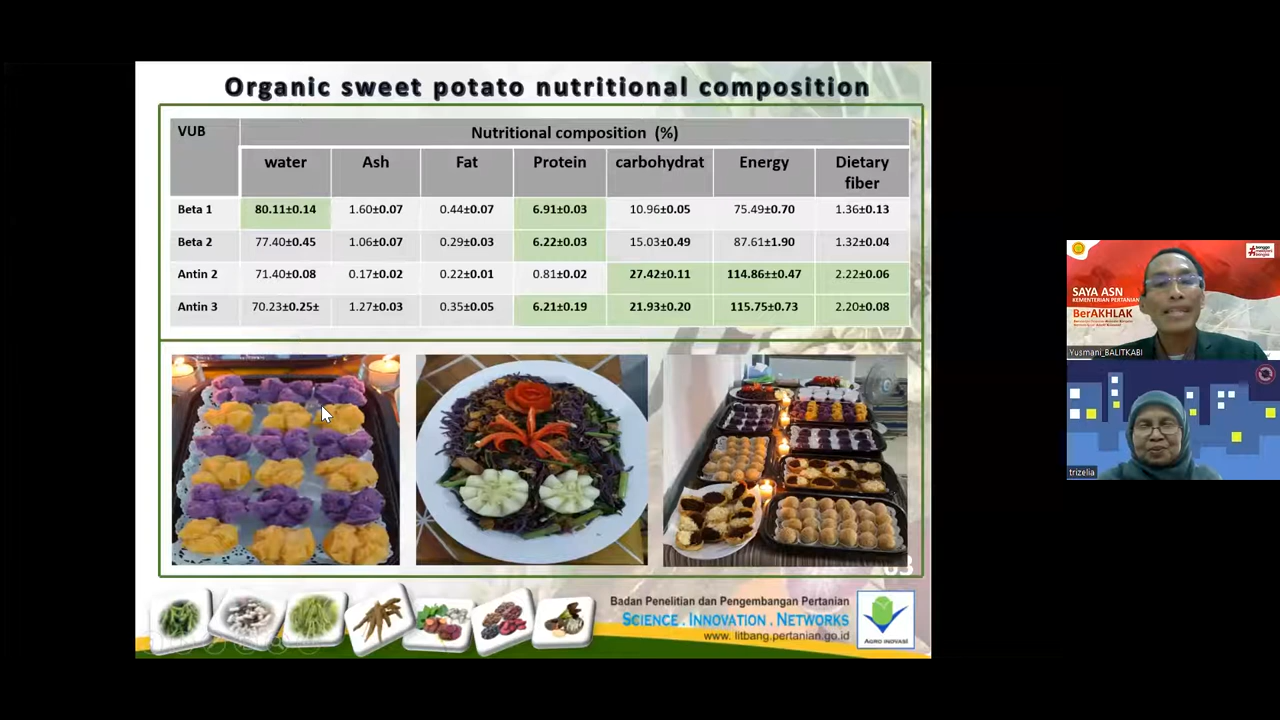 Organic sweet potato nutritional composition
VUB
Nutritional composition (%)
water Ash Fat Protein carbohydrat Energy Dietary
fiber
Beta 1 80.11±0.14 1.60±0.07 0.44±0.07 6.91±0.03 10.96±0.05 75.49±0.70 1.36±0.13
Beta 2 77.40±0.45 1.06±0.07 0.29±0.03 6.22±0.03 15.03±0.49 87.61±1.90 1.32±0.04
Antin 2 71.40±0.08 0.17±0.02 0.22±0.01 0.81±0.02 27.42±0.11 114.86±±0.47 2.22±0.06
Antin 3 70.23±0.25± 1.27±0.03 0.35±0.05 6.21±0.19 21.93±0.20 115.75±0.73 2.20±0.08
63
Badan Penelitian dan Pengembangan Pertanian
SCIENCE . INNOVATION . NETWORKS
www. litbang.pertanian.go.id
AGRO INOVASI
SAYA ASN
KEMENTERIAN PERTANIAN
BerAKHLAK
Yusmani_BALITKABI
trizelia